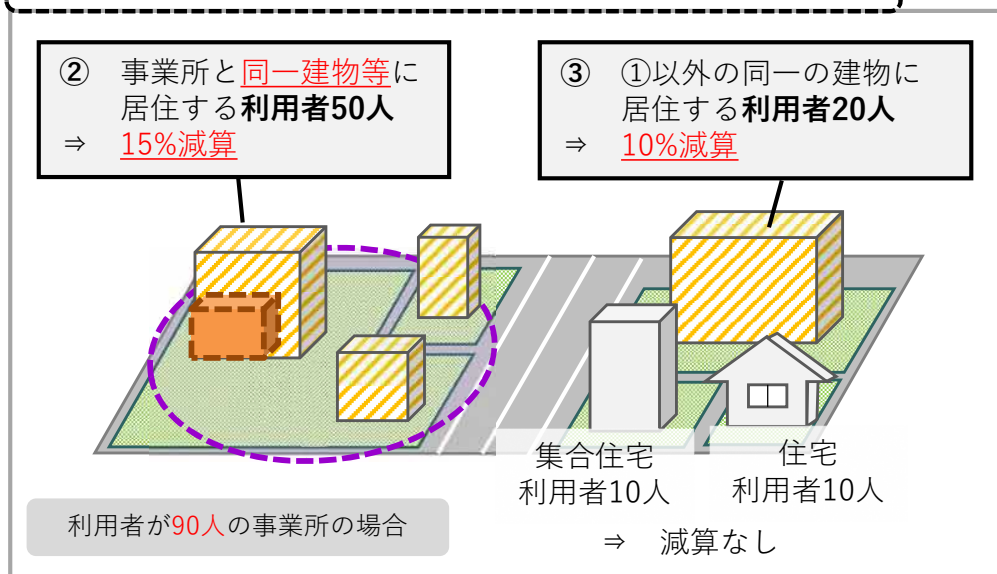 ② 事業所と同一建物等に
居住する利用者50人
⇒ 15%減算
③ ①以外の同一の建物に
居住する利用者20人
⇒ 10%減算
集合住宅
利用者10人
住宅
利用者10人
⇒ 減算なし
利用者が90人の事業所の場合